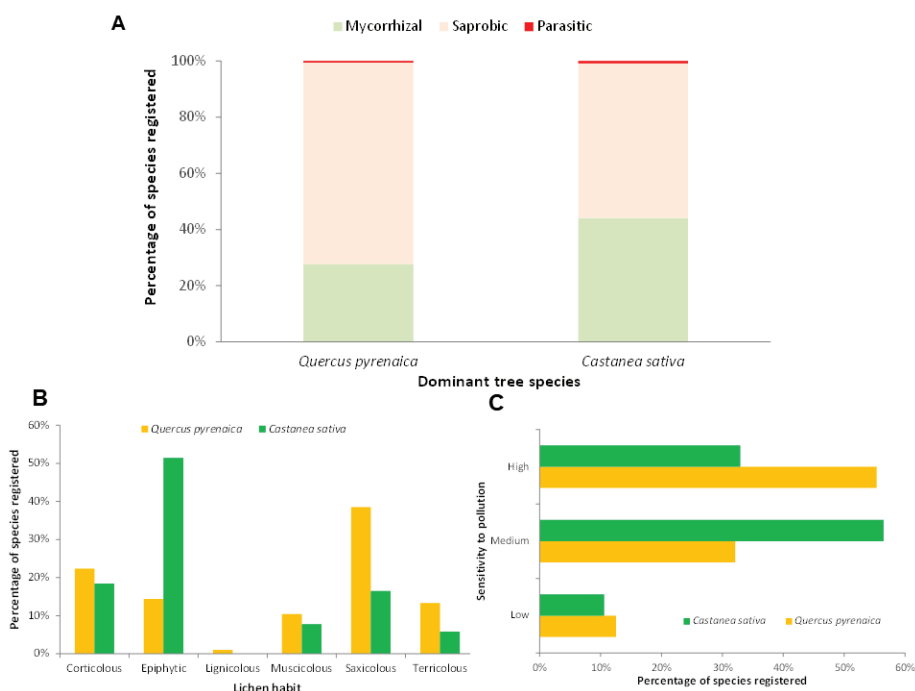 A
Mycorrhizal Saprobic Parasitic
Percentage of species registered
100%
80%
60%
40%
20%
0%
Quercus pyrenaica Castanea sativa
Dominant tree species
B
Quercus pyrenaica Castanea sativa
Percentage of species registered
60%
50%
40%
30%
20%
10%
0%
Corticolous Epiphytic Lignicolous Muscicolous Saxicolous Terricolous
Lichen habit
C
Sensitivity to pollution
High
Medium
Low
Castanea sativa Quercus pyrenaica
0% 10% 20% 30% 40% 50% 60%
Percentage of species registered